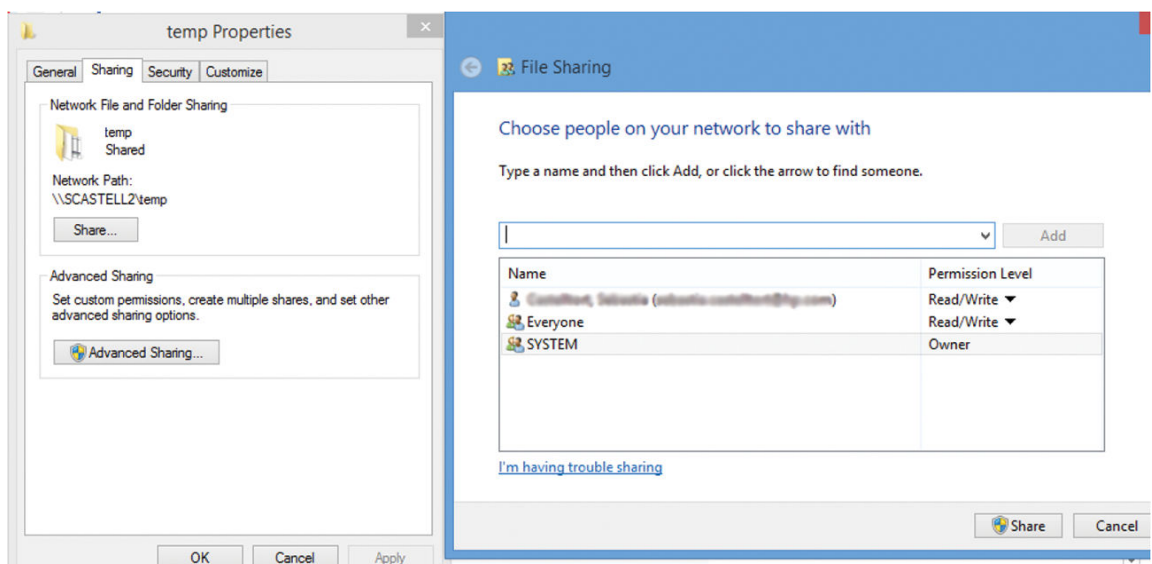 temp Properties
General Sharing Security Customize
Network File and Folder Sharing
temp
Shared
Network Path:
\\SCASTELL2\temp
Share...
Advanced Sharing
Set custom permissions, create multiple shares, and set other
advanced sharing options.
Advanced Sharing...
OK Cancel Apply
File Sharing
Choose people on your network to share with
Type a name and then click Add, or click the arrow to find someone.
Add
Name Permission Level
Read/Write
Everyone Read/Write
SYSTEM Owner
I'm having trouble sharing
Share Cancel